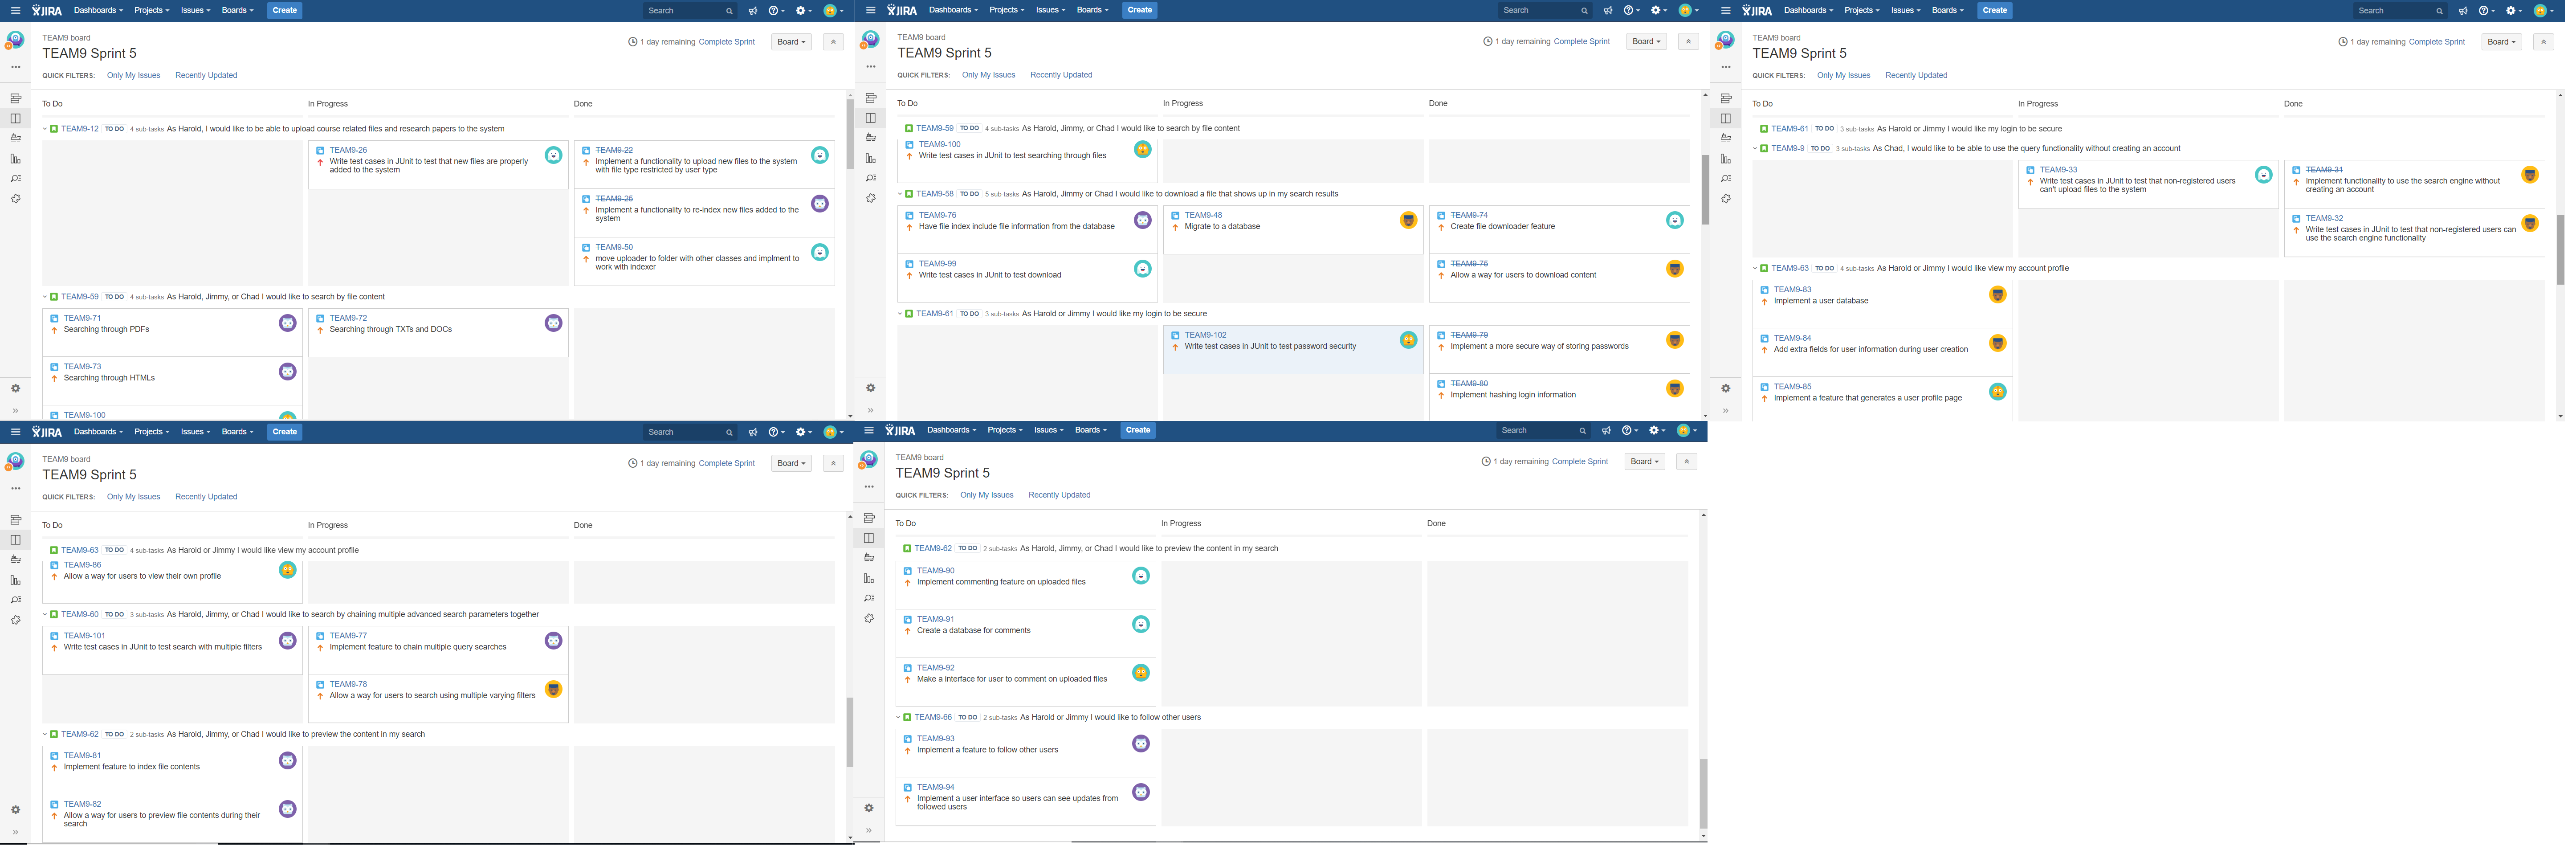 JIRA Dashboards Projects Issues Boards Create Search
TEAM9 board
TEAM9 Sprint 5
1 day remaining Complete Sprint Board
QUICK FILTERS: Only My Issues Recently Updated
To Do In Progress Done
TEAM9-12 TO DO 4 sub-tasks As Harold, I would like to be able to upload course related files and research papers to the system
TEAM9-26
Write test cases in JUnit to test that new files are properly
added to the system
TEAM9-22
Implement a functionality to upload new files to the system
with file type restricted by user type
TEAM9-25
Implement a functionality to re-index new files added to the
system
TEAM9-50
move uploader to folder with other classes and implment to
work with indexer
TEAM9-59 TO DO 4 sub-tasks As Harold, Jimmy, or Chad I would like to search by file content
TEAM9-71
Searching through PDFs
TEAM9-72
Searching through TXTs and DOCs
TEAM9-73
Searching through HTMLs
TEAM9-100
JIRA Dashboards Projects Issues Boards Create Search
TEAM9 board
TEAM9 Sprint 5
1 day remaining Complete Sprint Board
QUICK FILTERS: Only My Issues Recently Updated
To Do In Progress Done
TEAM9-59 TO DO 4 sub-tasks As Harold, Jimmy, or Chad I would like to search by file content
TEAM9-100
Write test cases in JUnit to test searching through files
TEAM9-58 TO DO 5 sub-tasks As Harold, Jimmy or Chad I would like to download a file that shows up in my search results
TEAM9-76
Have file index include file information from the database
TEAM9-48
Migrate to a database
TEAM9-74
Create file downloader feature
TEAM9-99
Write test cases in JUnit to test download
TEAM9-75
Allow a way for users to download content
TEAM9-61 TO DO 3 sub-tasks As Harold or Jimmy I would like my login to be secure
TEAM9-102
Write test cases in JUnit to test password security
TEAM9-79
Implement a more secure way of storing passwords
TEAM9-80
Implement hashing login information
JIRA Dashboards Projects Issues Boards Create Search
TEAM9 board
TEAM9 Sprint 5
1 day remaining Complete Sprint Board
QUICK FILTERS: Only My Issues Recently Updated
To Do In Progress Done
TEAM9-61 TO DO 3 sub-tasks As Harold or Jimmy I would like my login to be secure
TEAM9-9 TO DO 3 sub-tasks As Chad, I would like to be able to use the query functionality without creating an account
TEAM9-33
Write test cases in JUnit to test that non-registered users
can't upload files to the system
TEAM9-31
Implement functionality to use the search engine without
creating an account
TEAM9-32
Write test cases in JUnit to test that non-registered users can
use the search engine functionality
TEAM9-63 TO DO 4 sub-tasks As Harold or Jimmy I would like view my account profile
TEAM9-83
Implement a user database
TEAM9-84
Add extra fields for user information during user creation
TEAM9-85
Implement a feature that generates a user profile page
JIRA Dashboards Projects Issues Boards Create Search
TEAM9 board
TEAM9 Sprint 5
1 day remaining Complete Sprint Board
QUICK FILTERS: Only My Issues Recently Updated
To Do In Progress Done
TEAM9-63 TO DO 4 sub-tasks As Harold or Jimmy I would like view my account profile
TEAM9-86
Allow a way for users to view their own profile
TEAM9-60 TO DO 3 sub-tasks As Harold, Jimmy, or Chad I would like to search by chaining multiple advanced search parameters together
TEAM9-101
Write test cases in JUnit to test search with multiple filters
TEAM9-77
Implement feature to chain multiple query searches
TEAM9-78
Allow a way for users to search using multiple varying filters
TEAM9-62 TO DO 2 sub-tasks As Harold, Jimmy, or Chad I would like to preview the content in my search
TEAM9-81
Implement feature to index file contents
TEAM9-82
Allow a way for users to preview file contents during their
search
JIRA Dashboards Projects Issues Boards Create Search
TEAM9 board
TEAM9 Sprint 5
1 day remaining Complete Sprint Board
QUICK FILTERS: Only My Issues Recently Updated
To Do In Progress Done
TEAM9-62 TO DO 2 sub-tasks As Harold, Jimmy, or Chad I would like to preview the content in my search
TEAM9-90
Implement commenting feature on uploaded files
TEAM9-91
Create a database for comments
TEAM9-92
Make a interface for user to comment on uploaded files
TEAM9-66 TO DO 2 sub-tasks As Harold or Jimmy I would like to follow other users
TEAM9-93
Implement a feature to follow other users
TEAM9-94
Implement a user interface so users can see updates from
followed users